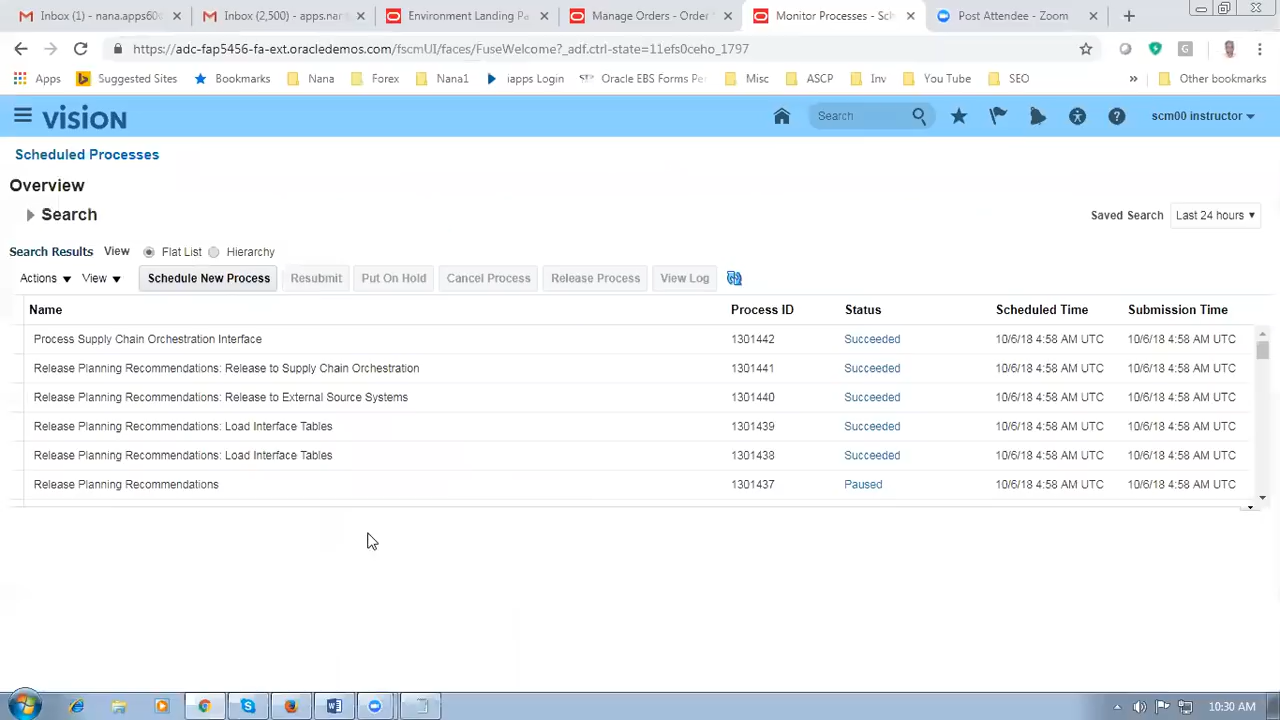 Inbox (1) - nana.apps60
Inbox (2,500) - apps.nar
Environment Landing Pa
Manage Orders - Order
Monitor Processes - Sch
Post Attendee - Zoom
https://adc-fap5456-fa-ext.oracledemos.com/fscmUI/faces/FuseWelcome?_adf.ctrl-state=11efs0ceho_1797
Apps
Suggested Sites
Bookmarks
Nana
Forex
Nana1
iapps Login
Oracle EBS Forms Pe
Misc
ASCP
Inv
You Tube
SEO
»
Other bookmarks
VISION
Search
scm00 instructor
Scheduled Processes
Overview
Search
Saved Search Last 24 hours
Search Results View Flat List Hierarchy
Actions View Schedule New Process Resubmit Put On Hold Cancel Process Release Process View Log
Name Process ID Status Scheduled Time Submission Time
Process Supply Chain Orchestration Interface 1301442 Succeeded 10/6/18 4:58 AM UTC 10/6/18 4:58 AM UTC
Release Planning Recommendations: Release to Supply Chain Orchestration 1301441 Succeeded 10/6/18 4:58 AM UTC 10/6/18 4:58 AM UTC
Release Planning Recommendations: Release to External Source Systems 1301440 Succeeded 10/6/18 4:58 AM UTC 10/6/18 4:58 AM UTC
Release Planning Recommendations: Load Interface Tables 1301439 Succeeded 10/6/18 4:58 AM UTC 10/6/18 4:58 AM UTC
Release Planning Recommendations: Load Interface Tables 1301438 Succeeded 10/6/18 4:58 AM UTC 10/6/18 4:58 AM UTC
Release Planning Recommendations 1301437 Paused 10/6/18 4:58 AM UTC 10/6/18 4:58 AM UTC
10:30 AM